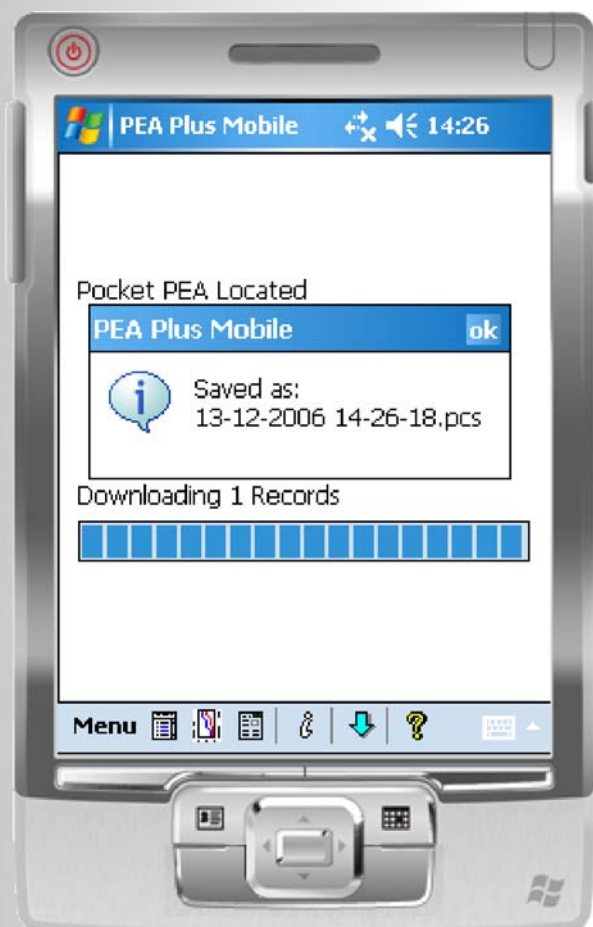 PEA Plus Mobile 14:26
Pocket PEA Located
PEA Plus Mobile ok
Saved as:
13-12-2006 14-26-18.pcs
Downloading 1 Records
Menu